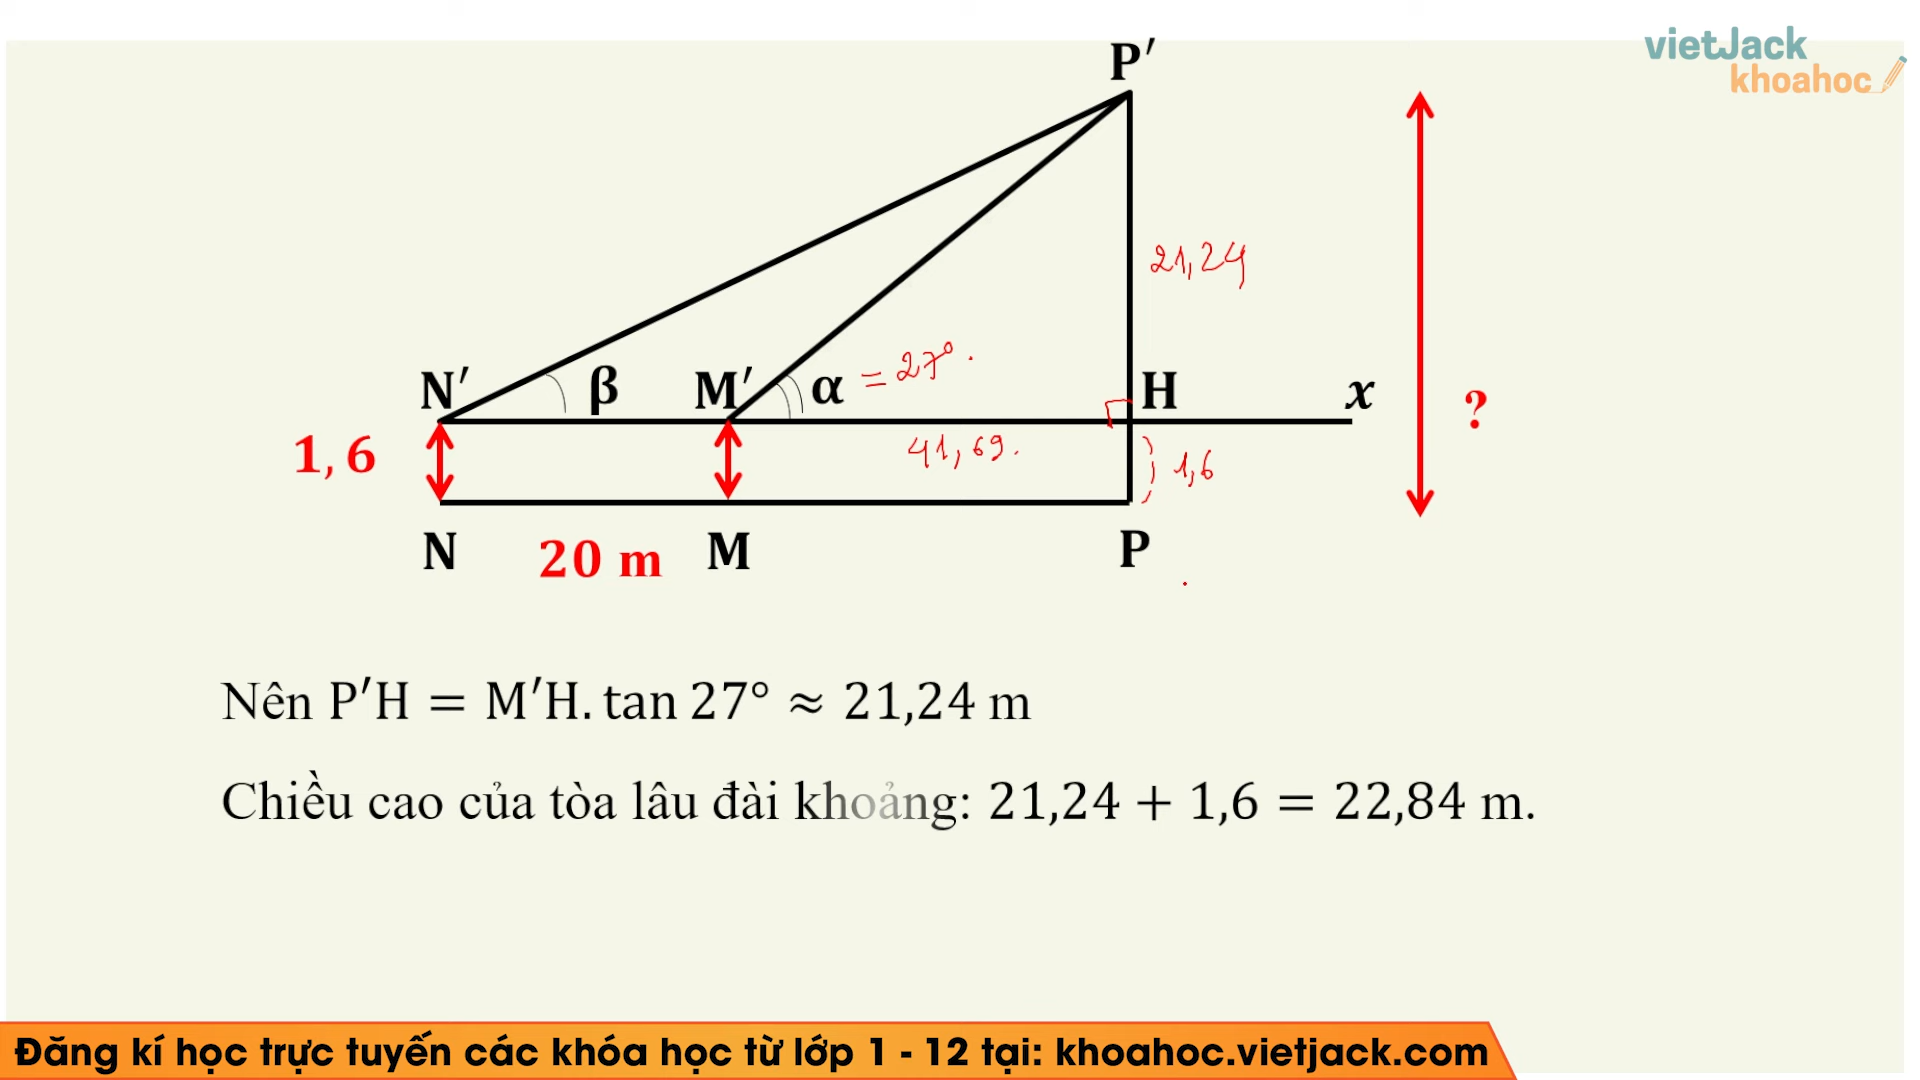 vietJack
khoahoc
P′
21,24
N′ β M′ α = 27° .
H x
?
1, 6
41,69.
1,6
N 20 m M P
Nên P′H = M′H. tan 27° ≈ 21,24 m
Chiều cao của tòa lâu đài khoảng: 21,24 + 1,6 = 22,84 m.
Đăng kí học trực tuyến các khóa học từ lớp 1 - 12 tại: khoahoc.vietjack.com